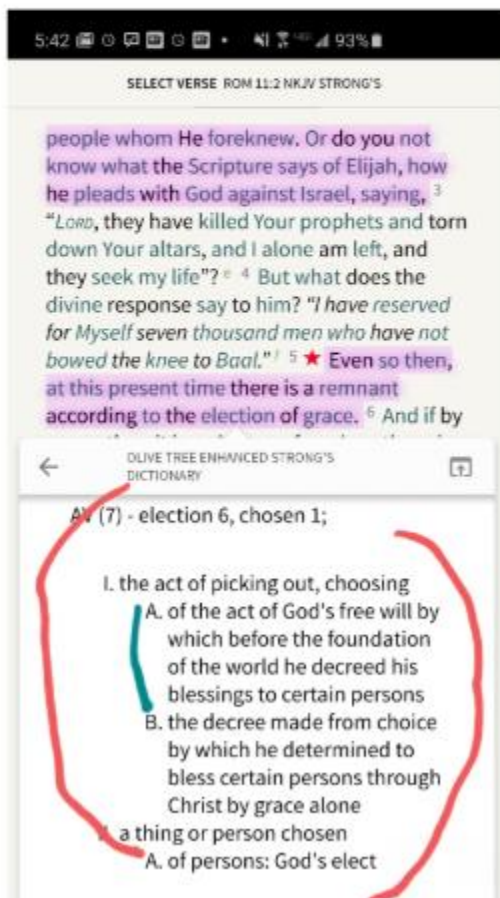 5:42 93%
SELECT VERSE ROM 11:2 NKJV STRONG'S
people whom He foreknew. Or do you not
know what the Scripture says of Elijah, how
he pleads with God against Israel, saying, 3
"LORD, they have killed Your prophets and torn
down Your altars, and I alone am left, and
they seek my life"? e 4 But what does the
divine response say to him? "I have reserved
for Myself seven thousand men who have not
bowed the knee to Baal." f 5 ★ Even so then,
at this present time there is a remnant
according to the election of grace. 6 And if by
OLIVE TREE ENHANCED STRONG'S
DICTIONARY
AV (7) - election 6, chosen 1;
I. the act of picking out, choosing
A. of the act of God's free will by
which before the foundation
of the world he decreed his
blessings to certain persons
B. the decree made from choice
by which he determined to
bless certain persons through
Christ by grace alone
a thing or person chosen
A. of persons: God's elect